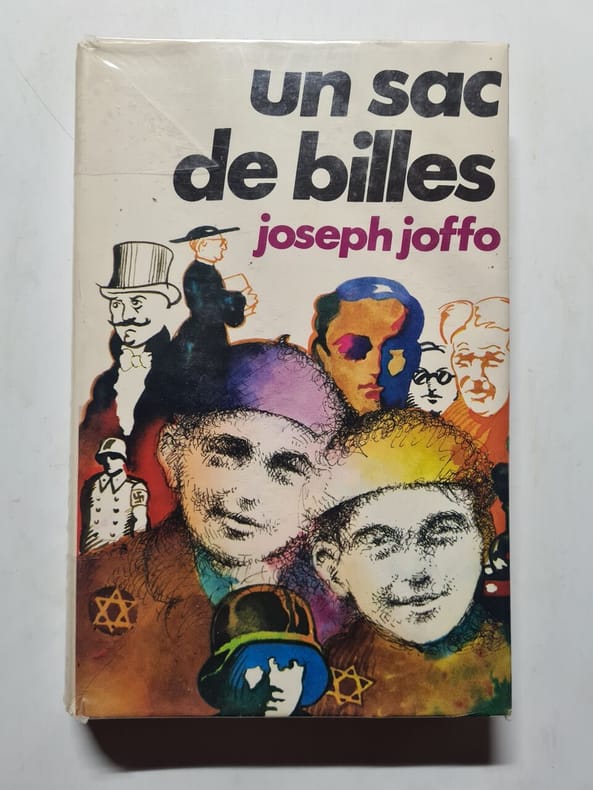 un sac
de billes
joseph joffo